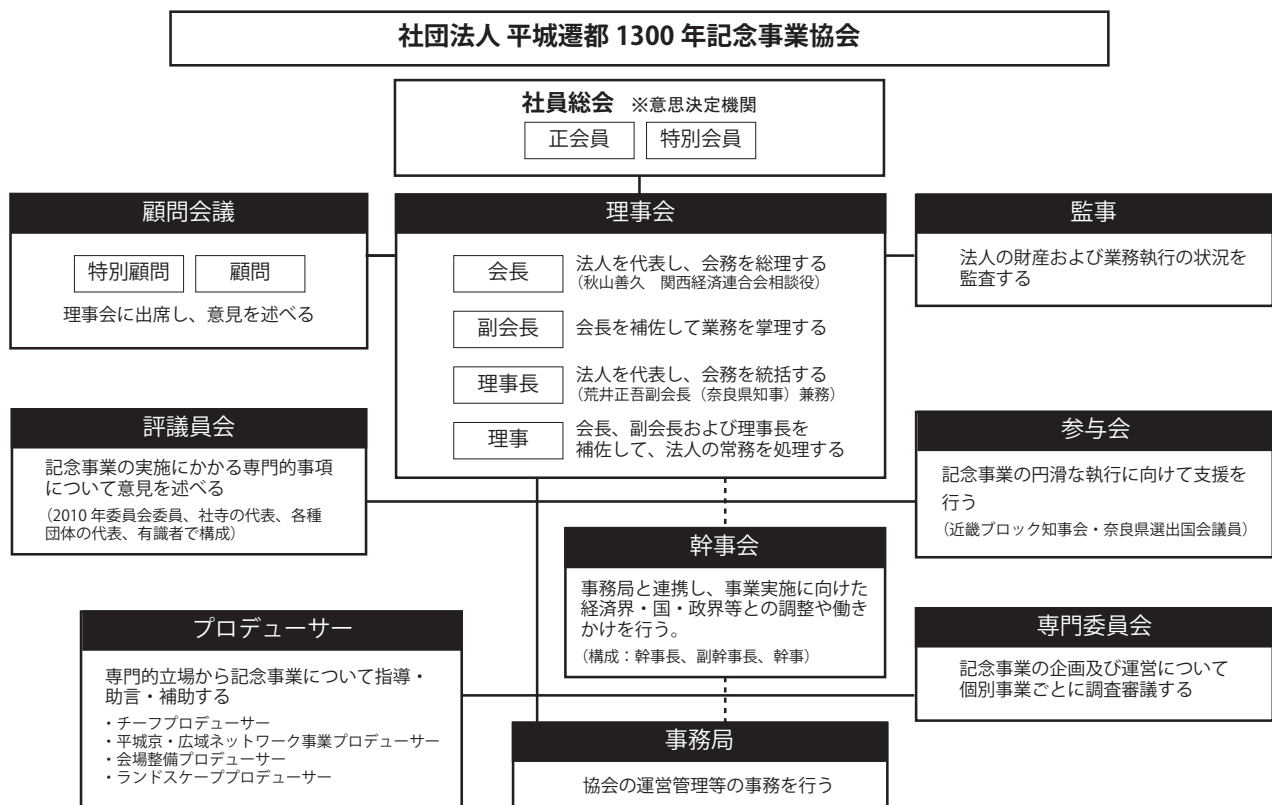 社団法人 平城遷都 1300 年記念事業協会
社員総会 ※意思決定機関
正会員 特別会員
顧問会議
特別顧問 顧問
理事会に出席し、意見を述べる
理事会
会長 法人を代表し、会務を総理する
（秋山善久　関西経済連合会相談役）
副会長 会長を補佐して業務を掌理する
理事長 法人を代表し、会務を統括する
（荒井正吾副会長（奈良県知事）兼務）
理事 会長、副会長および理事長を
補佐して、法人の常務を処理する
監事
法人の財産および業務執行の状況を
監査する
評議員会
記念事業の実施にかかる専門的事項
について意見を述べる
（2010 年委員会委員、社寺の代表、各種
団体の代表、有識者で構成）
参与会
記念事業の円滑な執行に向けて支援を
行う
（近畿ブロック知事会・奈良県選出国会議員）
幹事会
事務局と連携し、事業実施に向けた
経済界・国・政界等との調整や働き
かけを行う。
（構成：幹事長、副幹事長、幹事）
プロデューサー
専門的立場から記念事業について指導・
助言・補助する
・チーフプロデューサー
・平城京・広域ネットワーク事業プロデューサー
・会場整備プロデューサー
・ランドスケーププロデューサー
専門委員会
記念事業の企画及び運営について
個別事業ごとに調査審議する
事務局
協会の運営管理等の事務を行う